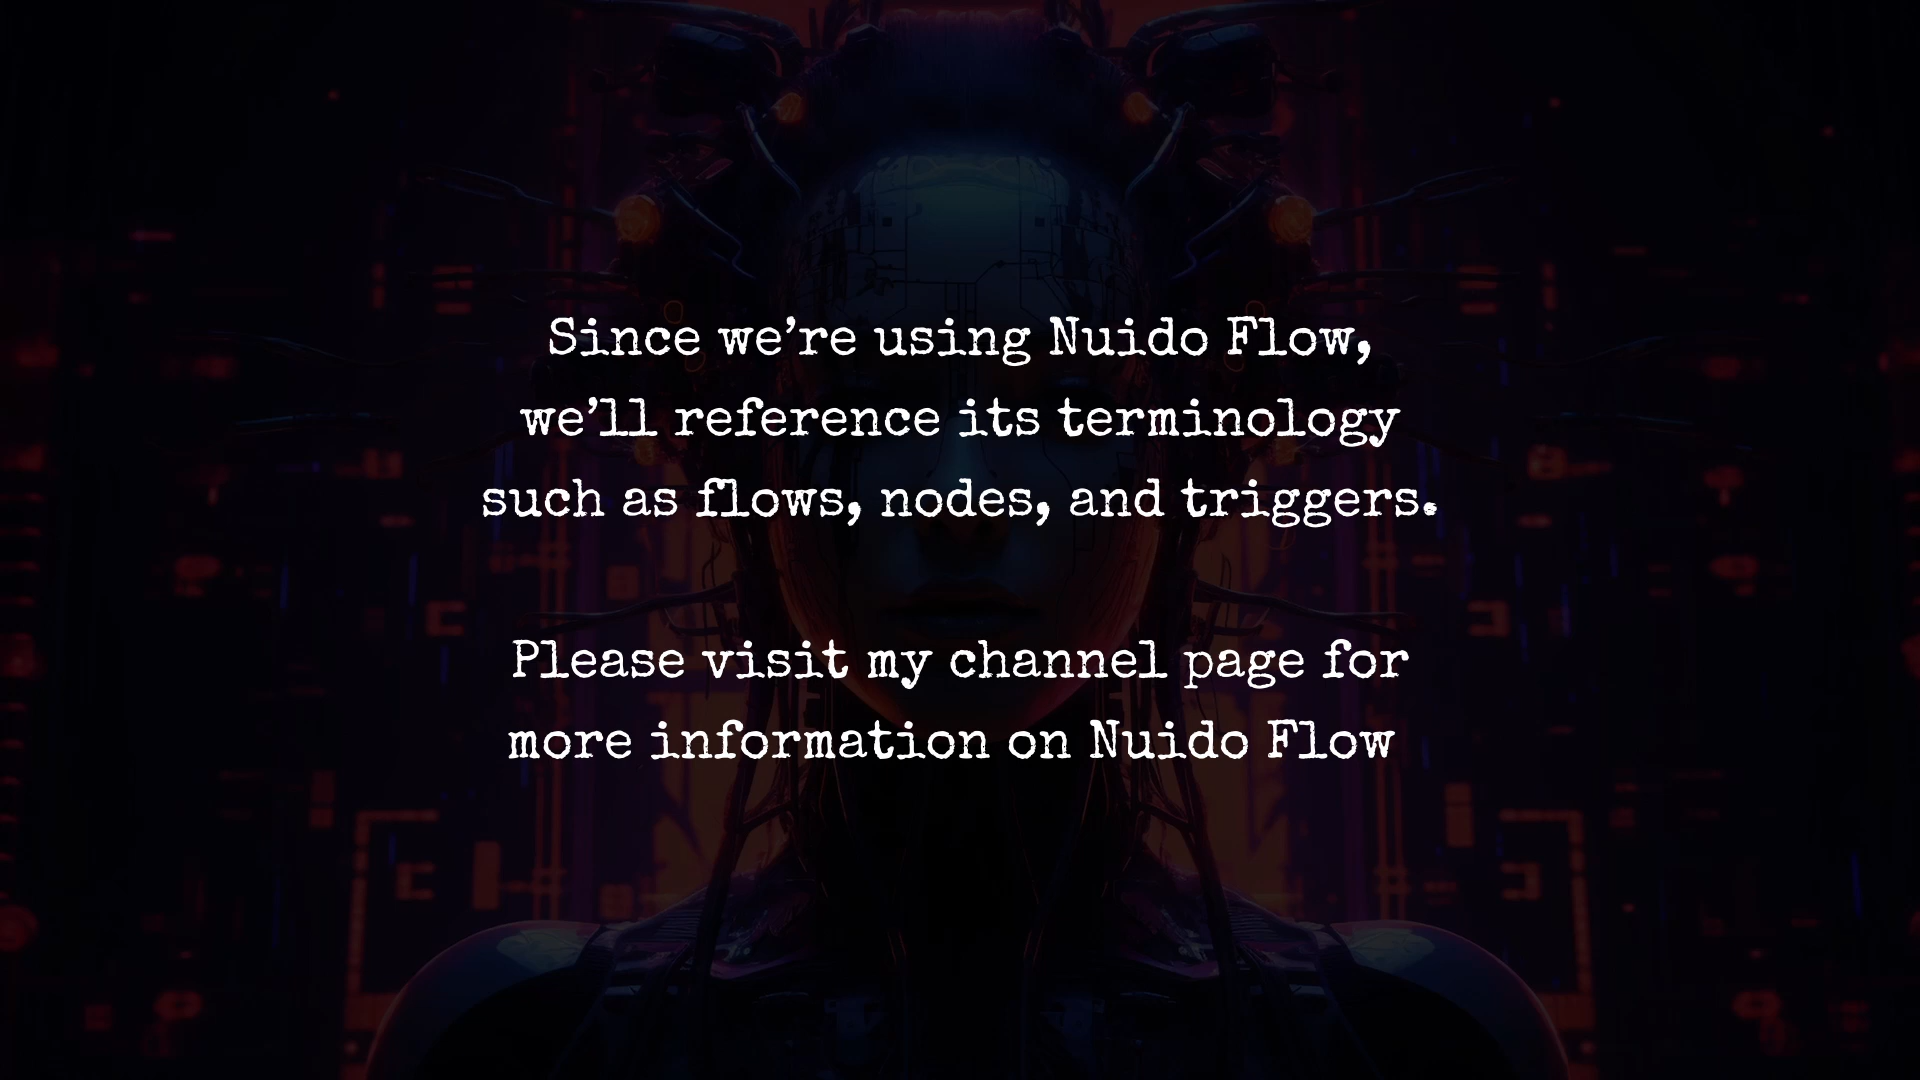 Since we’re using Nuido Flow,
we’ll reference its terminology
such as flows, nodes, and triggers.
Please visit my channel page for
more information on Nuido Flow